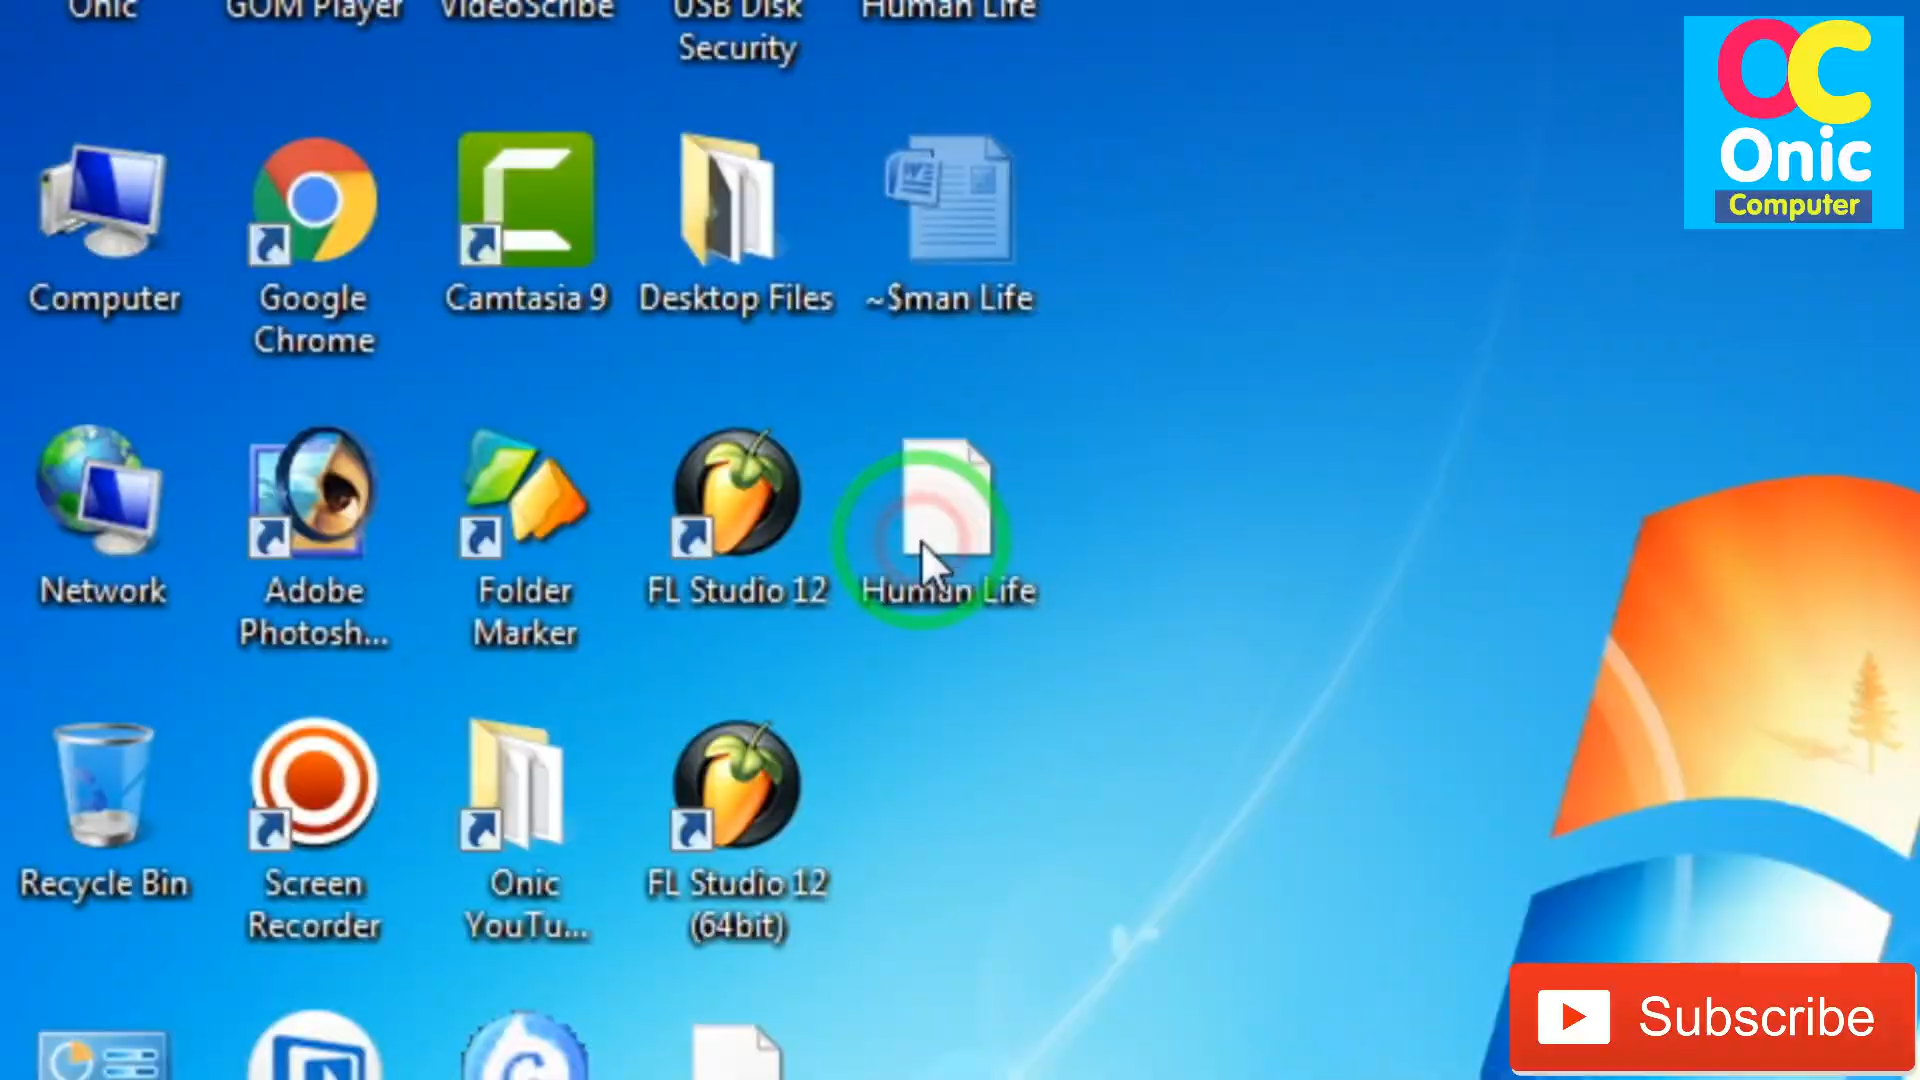 Onic
GOM Player
VideoScribe
USB Disk
Security
Human Life
OC
Onic
Computer
Computer
Google
Chrome
Camtasia 9
Desktop Files
~$man Life
Network
Adobe
Photosh...
Folder
Marker
FL Studio 12
Human Life
Recycle Bin
Screen
Recorder
Onic
YouTu...
FL Studio 12
(64bit)
Subscribe